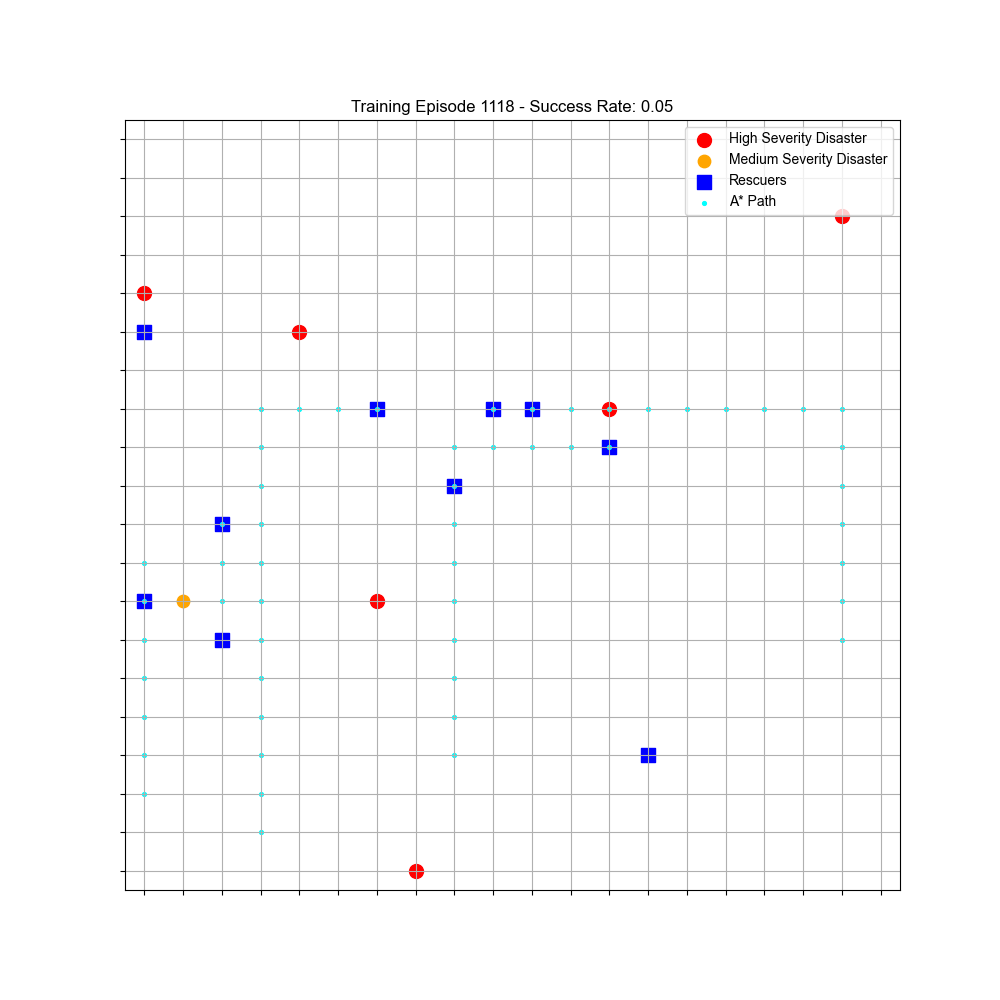 Training Episode 1118 - Success Rate: 0.05
High Severity Disaster
Medium Severity Disaster
Rescuers
A* Path